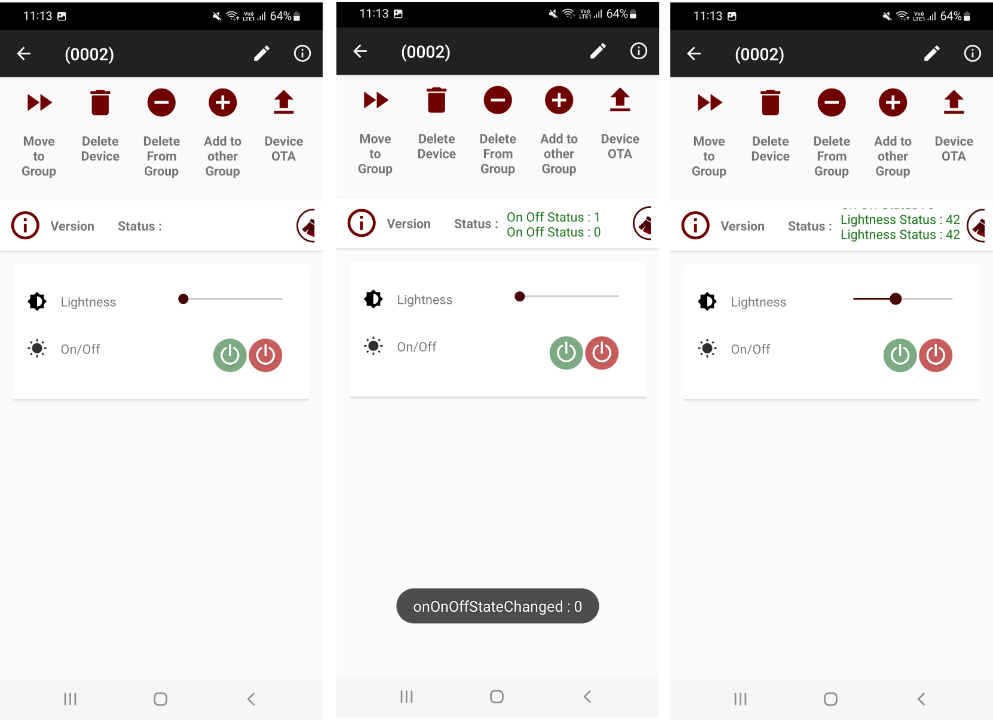 11:13 64%
(0002)
Move to Group
Delete Device
Delete From Group
Add to other Group
Device OTA
Version Status :
Lightness
On/Off
11:13 64%
(0002)
Move to Group
Delete Device
Delete From Group
Add to other Group
Device OTA
Version Status :
On Off Status : 1
On Off Status : 0
Lightness
On/Off
onOnOffStateChanged : 0
11:13 64%
(0002)
Move to Group
Delete Device
Delete From Group
Add to other Group
Device OTA
Version Status :
Lightness Status : 42
Lightness Status : 42
Lightness
On/Off